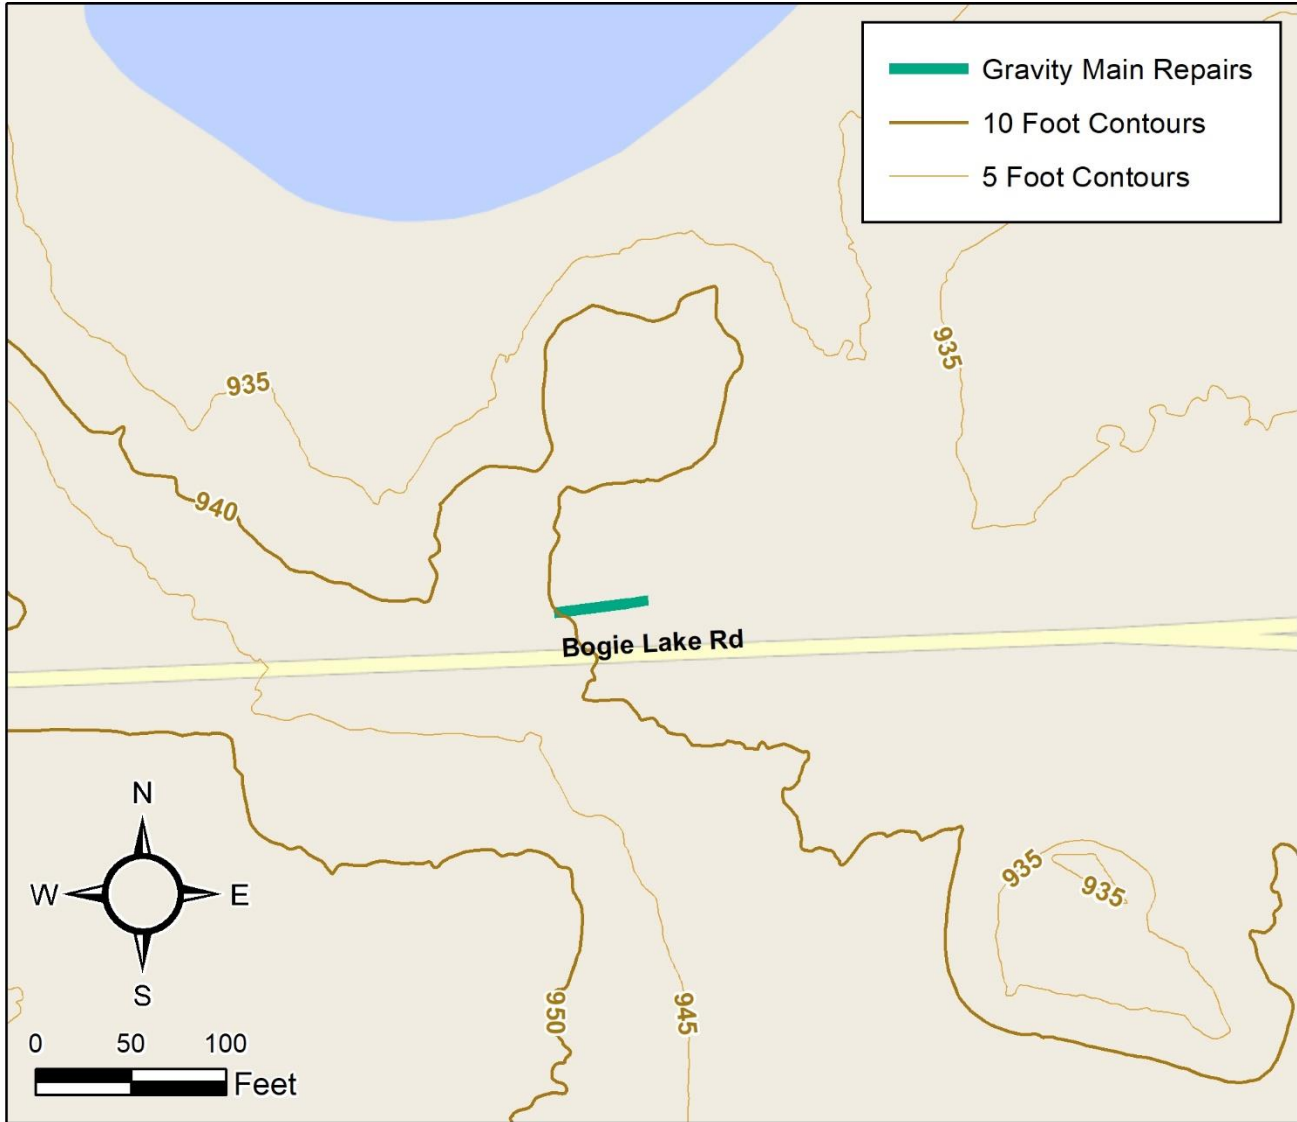 Gravity Main Repairs
10 Foot Contours
5 Foot Contours
935
935
940
Bogie Lake Rd
N
W
E
S
935
935
950
945
0 50 100
Feet